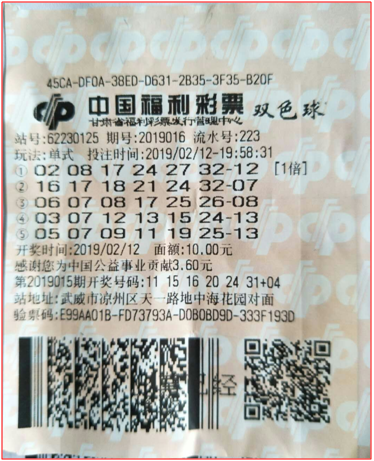 45CA-DF0A-38ED-D631-2B35-3F35-B20F
中国福利彩票 双色球
甘肃省福利彩票发行管理中心
站号:62230125 期号:2019016 流水号:223
玩法:单式 投注时间:2019/02/12-19:58:31
① 02 08 17 24 27 32-12 [1倍]
② 16 17 18 21 24 32-07
③ 06 07 08 17 25 26-08
④ 03 07 12 13 15 24-13
⑤ 05 07 09 11 19 25-13
开奖时间:2019/02/12 面额:10.00元
感谢您为中国公益事业贡献3.60元
第2019015期开奖号码:11 15 16 20 24 31+04
站地址:武威市凉州区天一路地中海花园对面
验票码:E99AA01B-FD73793A-D0B0BD9D-333F193D